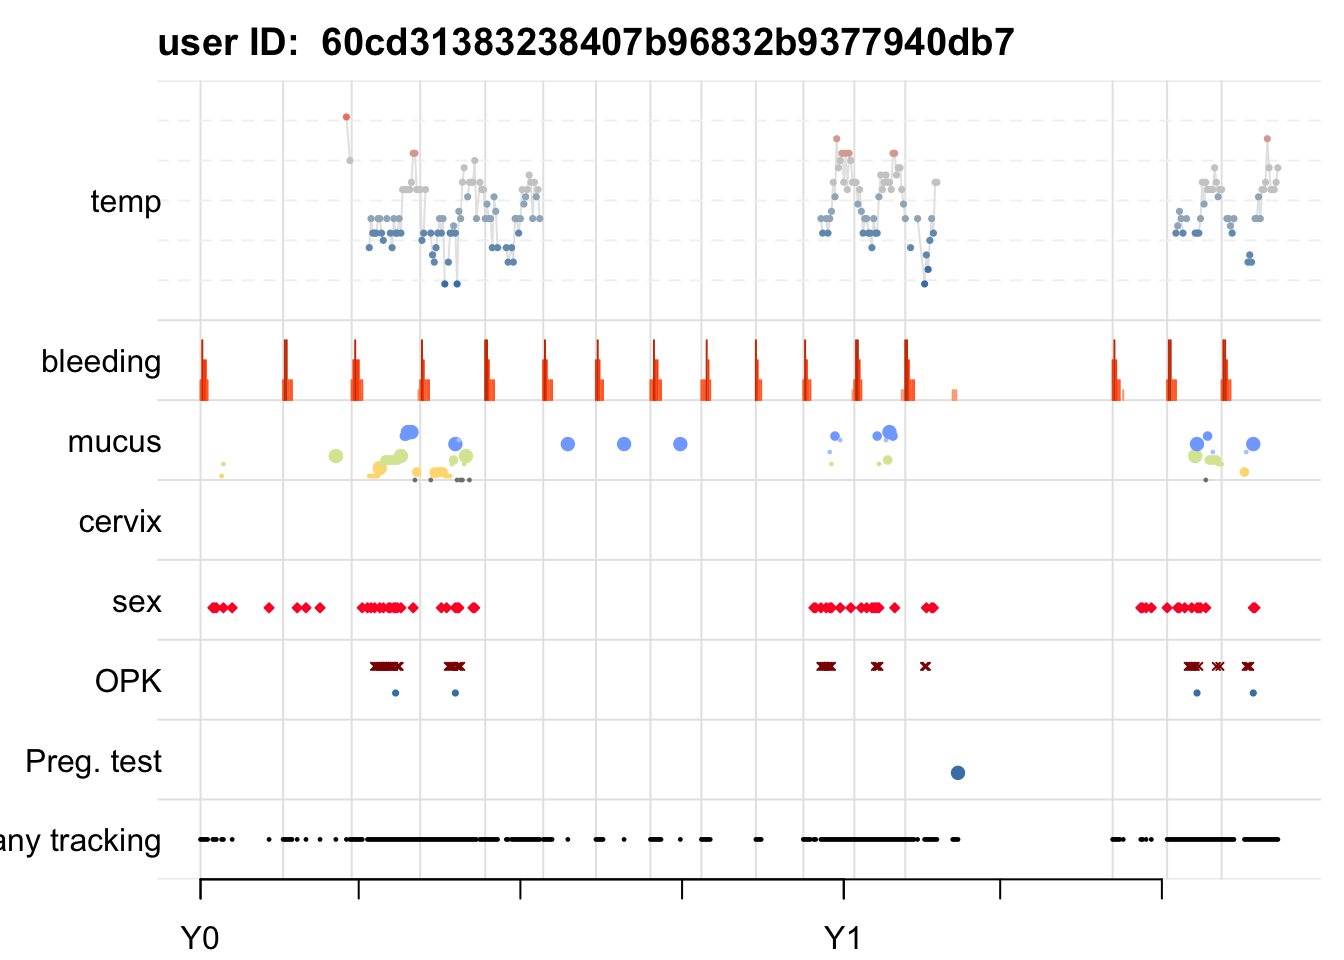 user ID:  60cd31383238407b96832b9377940db7
temp
bleeding
mucus
cervix
sex
OPK
Preg. test
any tracking
Y0
Y1